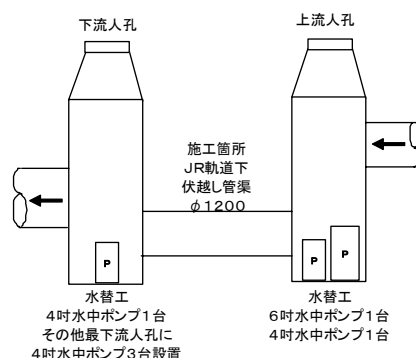 下流人孔
上流人孔
施工箇所
JR軌道下
伏越し管渠
φ1200
P
P
P
水替工
4吋水中ポンプ1台
その他最下流人孔に
4吋水中ポンプ3台設置
水替工
6吋水中ポンプ1台
4吋水中ポンプ1台